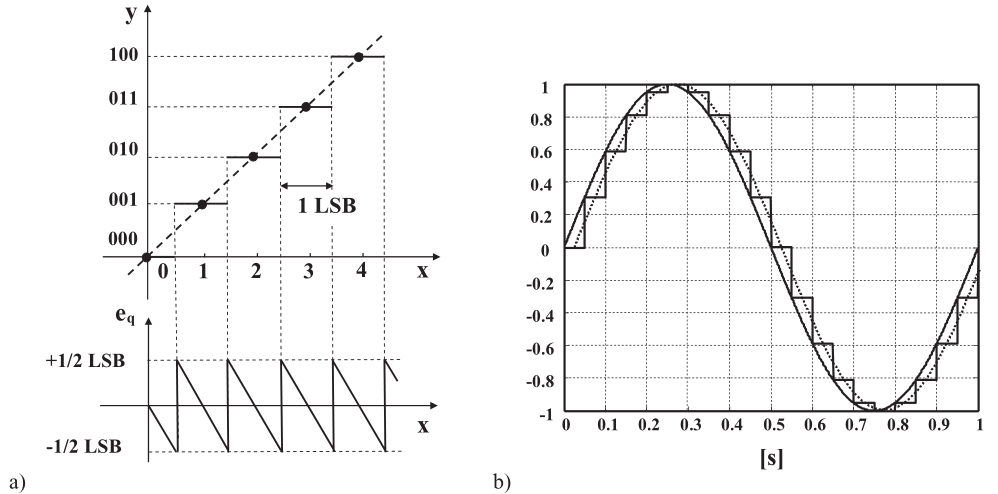 y
100
011
010
001
000
1 LSB
0 1 2 3 4 x
eq
+1/2 LSB
-1/2 LSB
x
a)
1
0.8
0.6
0.4
0.2
0
-0.2
-0.4
-0.6
-0.8
-1
0 0.1 0.2 0.3 0.4 0.5 0.6 0.7 0.8 0.9 1
[s]
b)